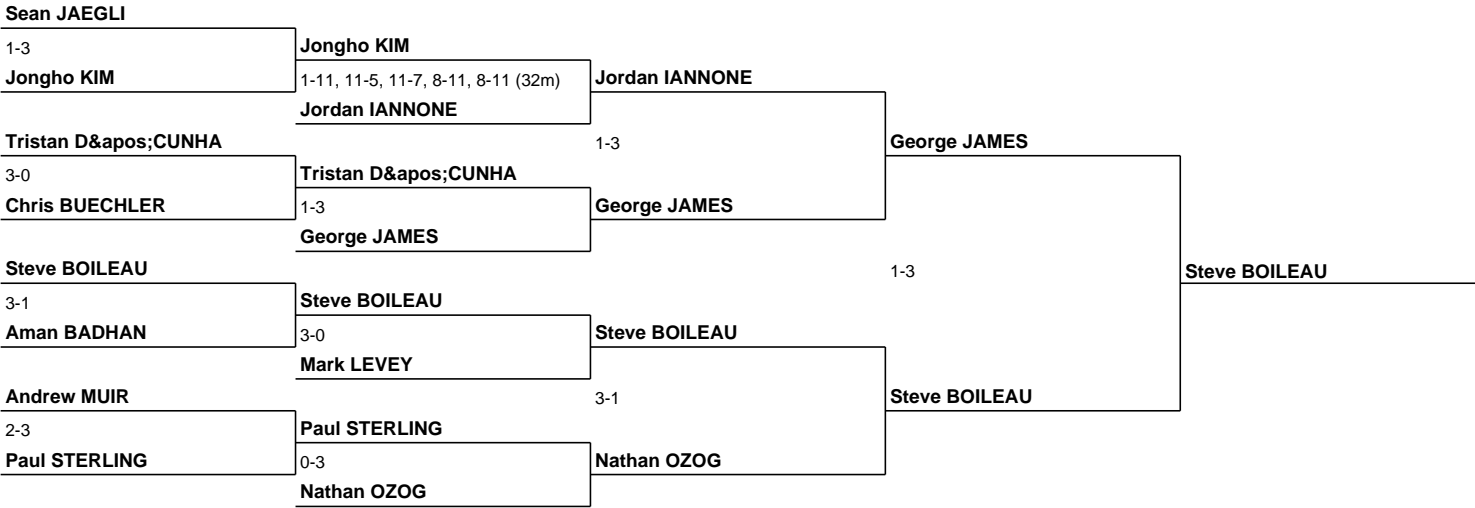 Sean JAEGLI
1-3
Jongho KIM
Tristan D&apos;CUNHA
3-0
Chris BUECHLER
Steve BOILEAU
3-1
Aman BADHAN
Andrew MUIR
2-3
Paul STERLING
Jongho KIM
1-11, 11-5, 11-7, 8-11, 8-11 (32m)
Jordan IANNONE
Tristan D&apos;CUNHA
1-3
George JAMES
Steve BOILEAU
3-0
Mark LEVEY
Paul STERLING
0-3
Nathan OZOG
Jordan IANNONE
1-3
George JAMES
Steve BOILEAU
3-1
Nathan OZOG
George JAMES
1-3
Steve BOILEAU
Steve BOILEAU